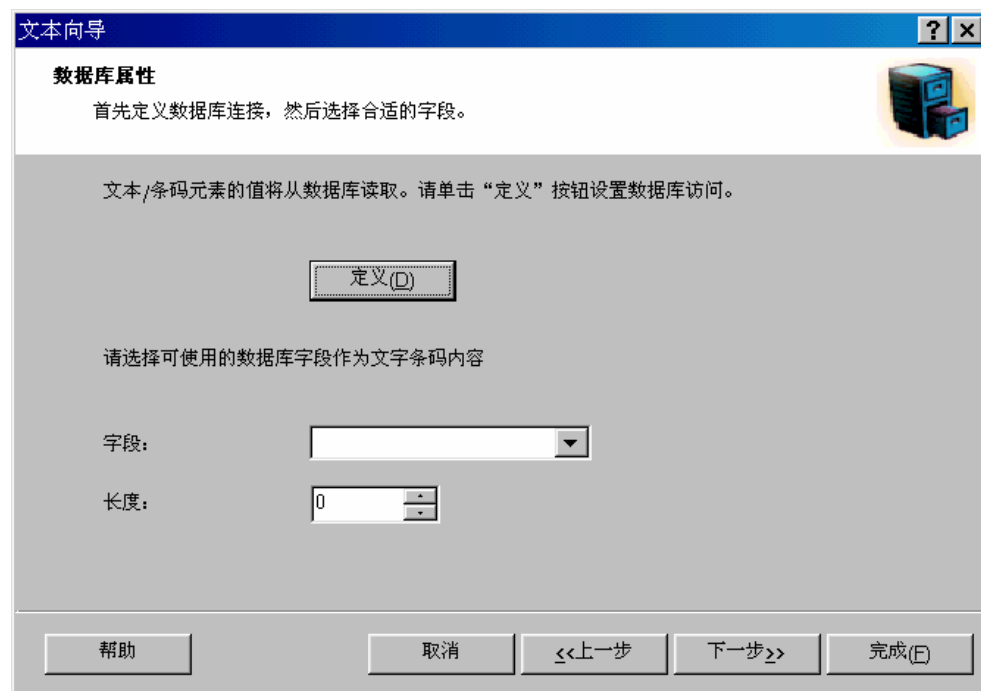 文本向导
数据库属性
首先定义数据库连接，然后选择合适的字段。
文本/条码元素的值将从数据库读取。请单击“定义”按钮设置数据库访问。
定义(D)
请选择可使用的数据库字段作为文字条码内容
字段：
长度：
0
帮助
取消
<<上一步
下一步>>
完成(F)